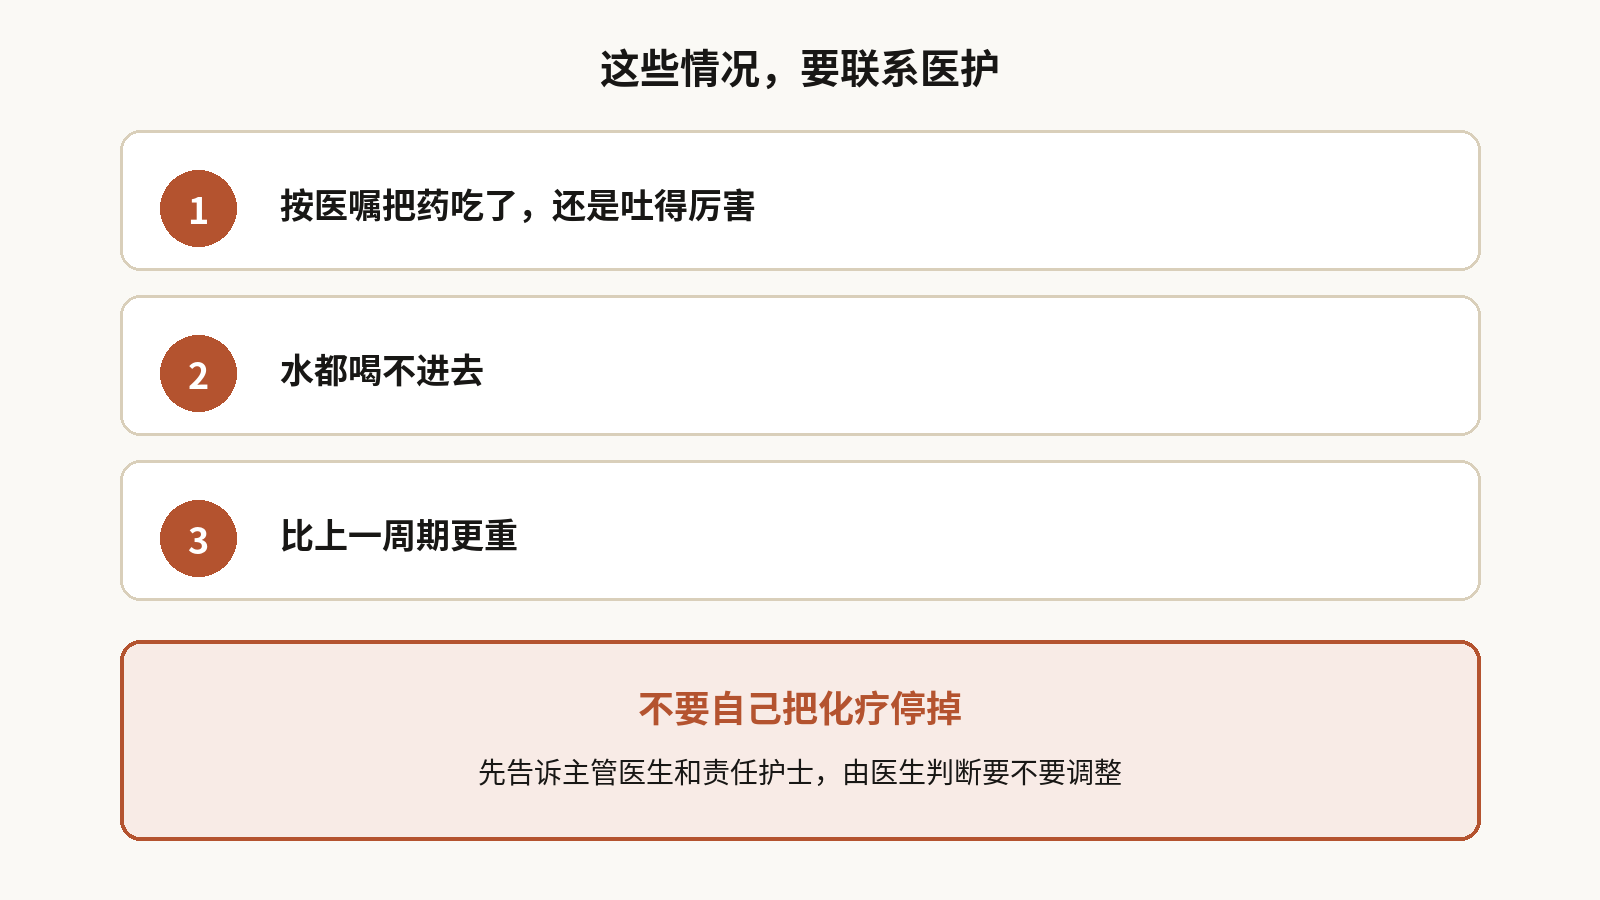 这些情况，要联系医护
1
按医嘱把药吃了，还是吐得厉害
2
水都喝不进去
3
比上一周期更重
不要自己把化疗停掉
先告诉主管医生和责任护士，由医生判断要不要调整